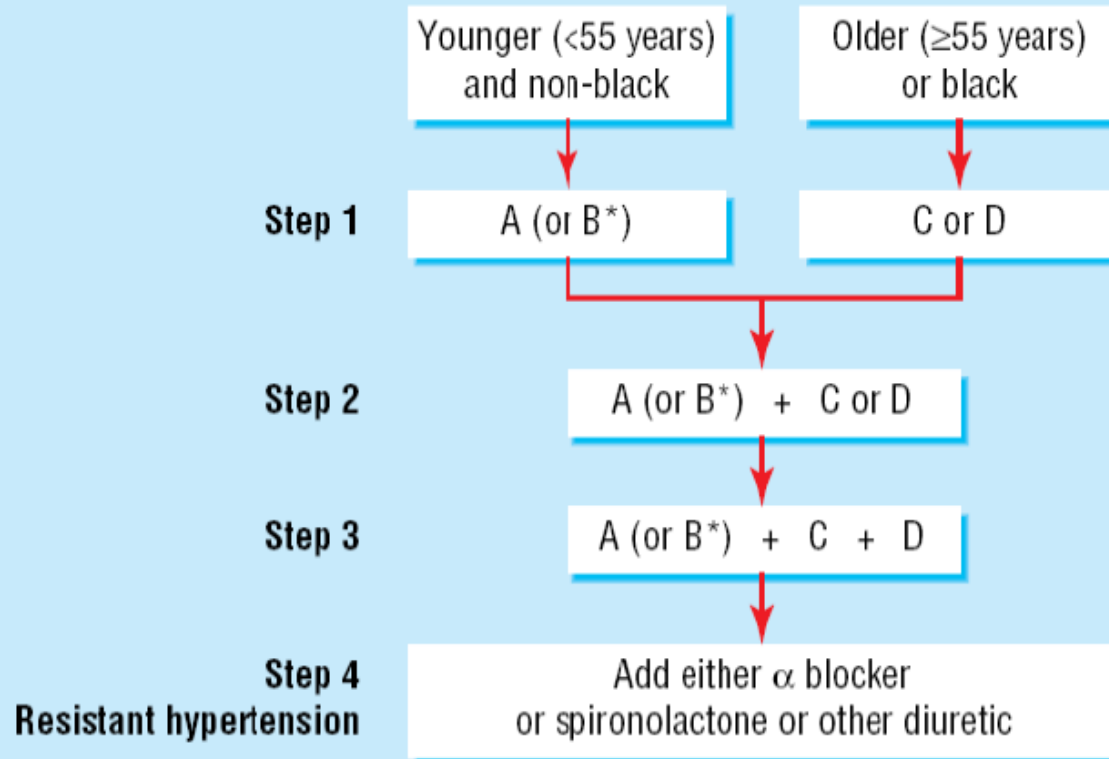 Younger (<55 years)
and non-black
Older (≥55 years)
or black
Step 1
A (or B*)
C or D
Step 2
A (or B*) + C or D
Step 3
A (or B*) + C + D
Step 4
Resistant hypertension
Add either α blocker
or spironolactone or other diuretic